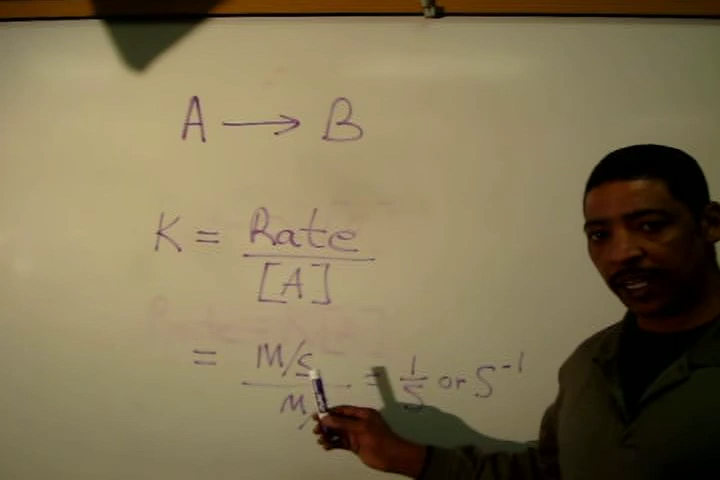 A → B
K = Rate
[A]
= M/S = 1/S or S⁻¹
M